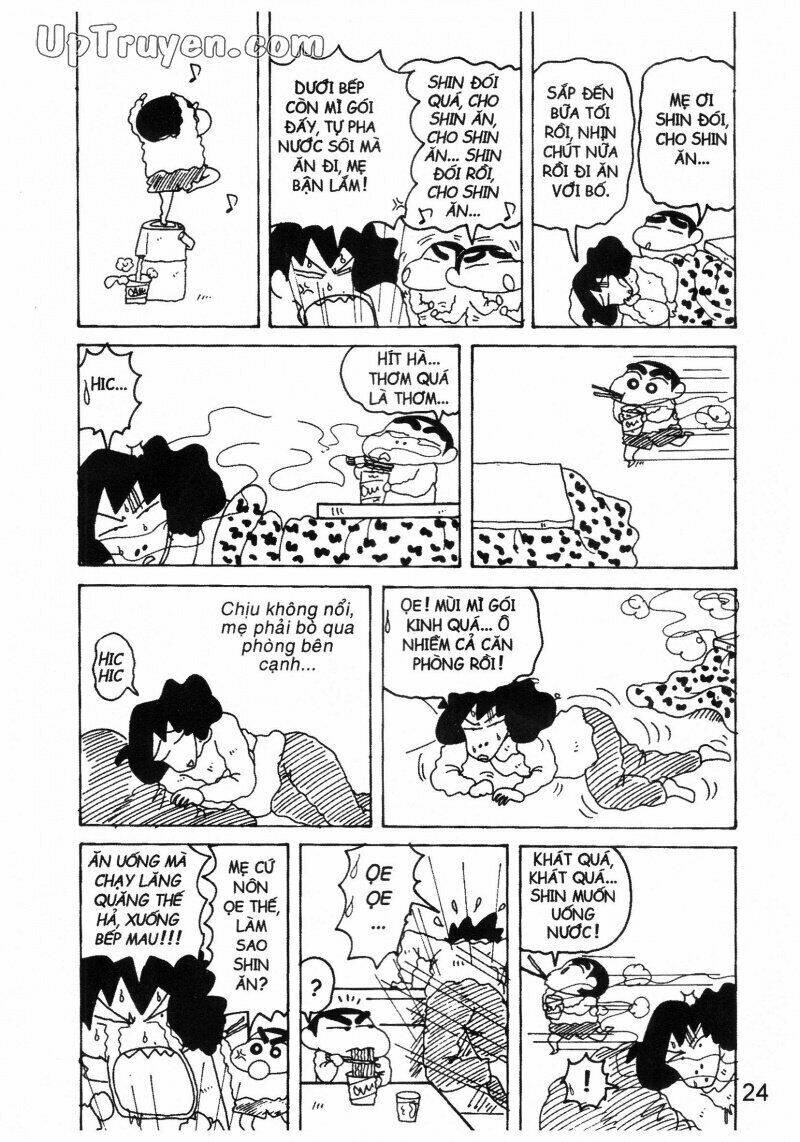 UpTruyen.com
MẸ ƠI
SHIN ĐÓI,
CHO SHIN
ĂN...
SẮP ĐẾN
BỮA TỐI
RỒI, NHỊN
CHÚT NỮA
RỒI ĐI ĂN
VỚI BỐ.
SHIN ĐÓI
QUÁ, CHO
SHIN ĂN,
CHO SHIN
ĂN... SHIN
ĐÓI RỒI,
CHO SHIN
ĂN...
DƯỚI BẾP
CÒN MÌ GÓI
ĐẤY, TỰ PHA
NƯỚC SÔI MÀ
ĂN ĐI, MẸ
BẬN LẮM!
HÍT HÀ...
THƠM QUÁ
LÀ THƠM...
HIC...
ỌE! MÙI MÌ GÓI
KINH QUÁ... Ô
NHIỄM CẢ CĂN
PHÒNG RỒI!
Chịu không nổi,
mẹ phải bò qua
phòng bên
cạnh...
HIC
HIC
KHÁT QUÁ,
KHÁT QUÁ...
SHIN MUỐN
UỐNG
NƯỚC!
!
ỌE
ỌE
...
?
MẸ CỨ
NÔN
ỌE THẾ,
LÀM
SAO
SHIN
ĂN?
ĂN UỐNG MÀ
CHẠY LĂNG
QUĂNG THẾ
HẢ, XUỐNG
BẾP MAU!!!
24